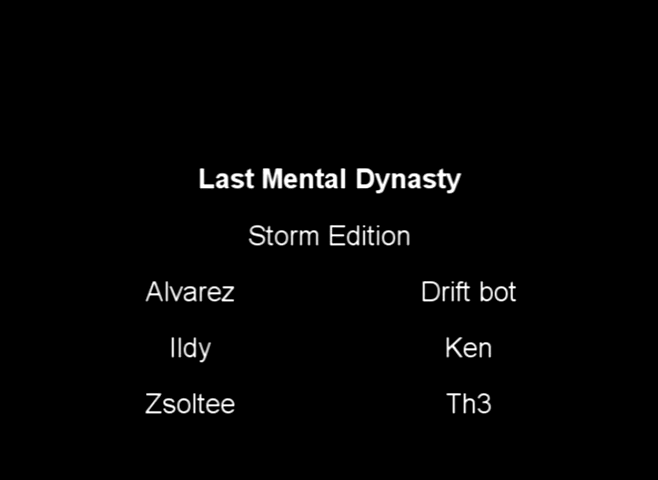 Last Mental Dynasty
Storm Edition
Alvarez Drift bot
Ildy Ken
Zsoltee Th3